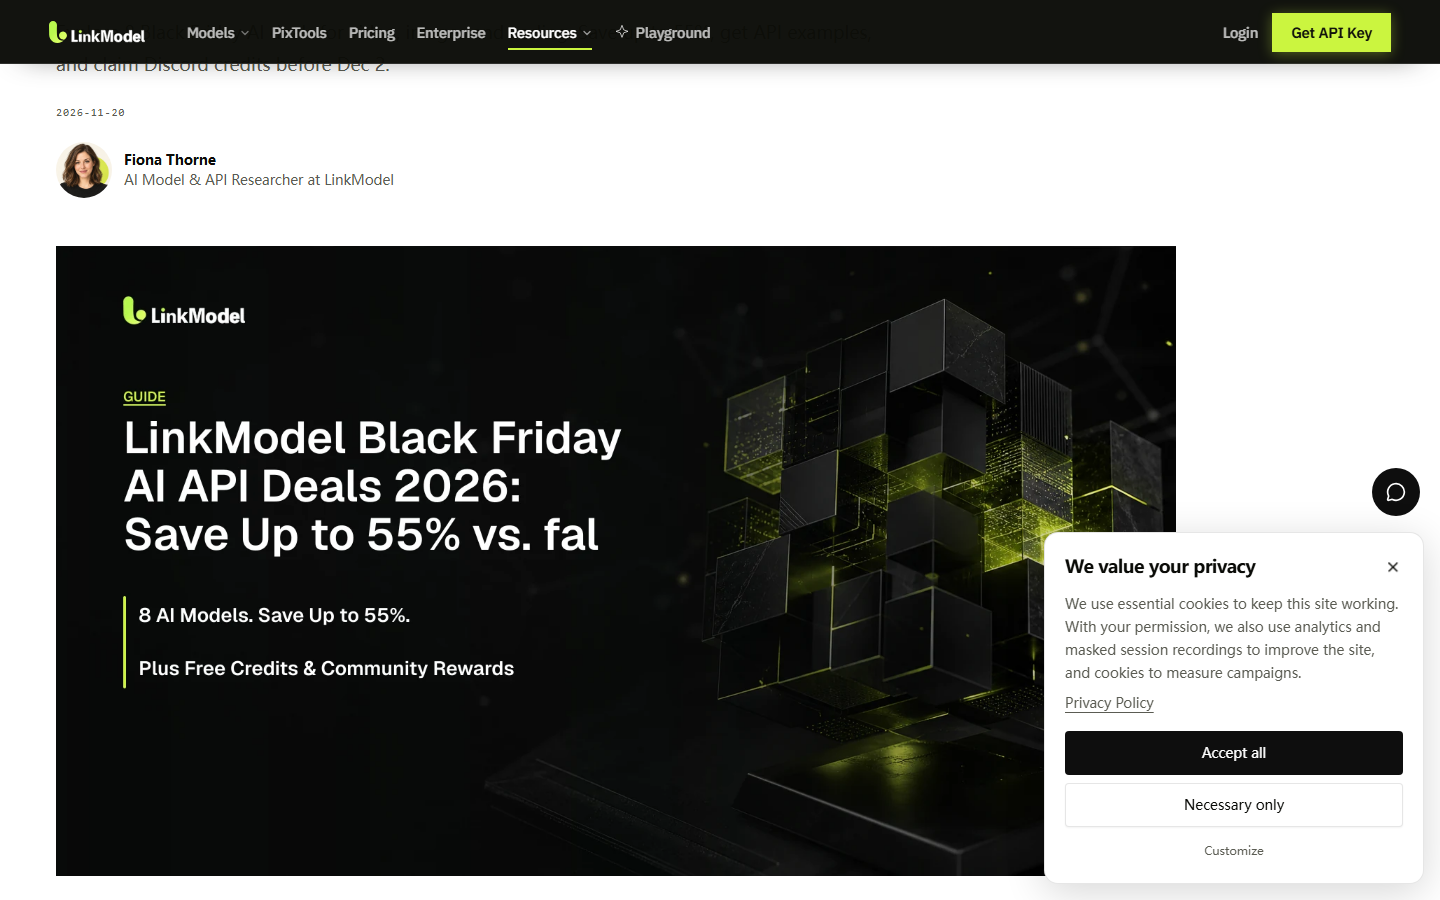 LinkModel Models PixTools Pricing Enterprise Resources Playground Login Get API Key
get API examples,
and claim Discord credits before Dec 2.
2026-11-20
Fiona Thorne
AI Model & API Researcher at LinkModel
LinkModel
GUIDE
LinkModel Black Friday
AI API Deals 2026:
Save Up to 55% vs. fal
8 AI Models. Save Up to 55%.
Plus Free Credits & Community Rewards
We value your privacy
We use essential cookies to keep this site working.
With your permission, we also use analytics and
masked session recordings to improve the site,
and cookies to measure campaigns.
Privacy Policy
Accept all
Necessary only
Customize